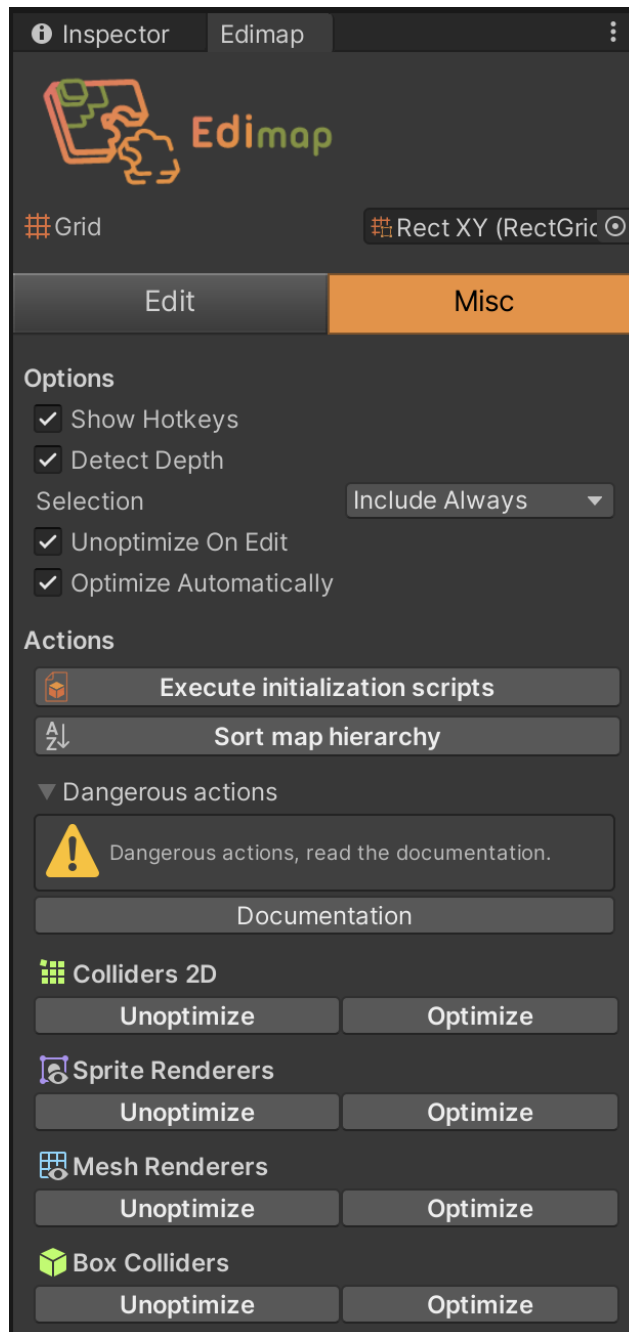 Inspector Edimap
Edimap
Grid Rect XY (RectGric
Edit Misc
Options
Show Hotkeys
Detect Depth
Selection Include Always
Unoptimize On Edit
Optimize Automatically
Actions
Execute initialization scripts
AZ Sort map hierarchy
Dangerous actions
Dangerous actions, read the documentation.
Documentation
Colliders 2D
Unoptimize Optimize
Sprite Renderers
Unoptimize Optimize
Mesh Renderers
Unoptimize Optimize
Box Colliders
Unoptimize Optimize